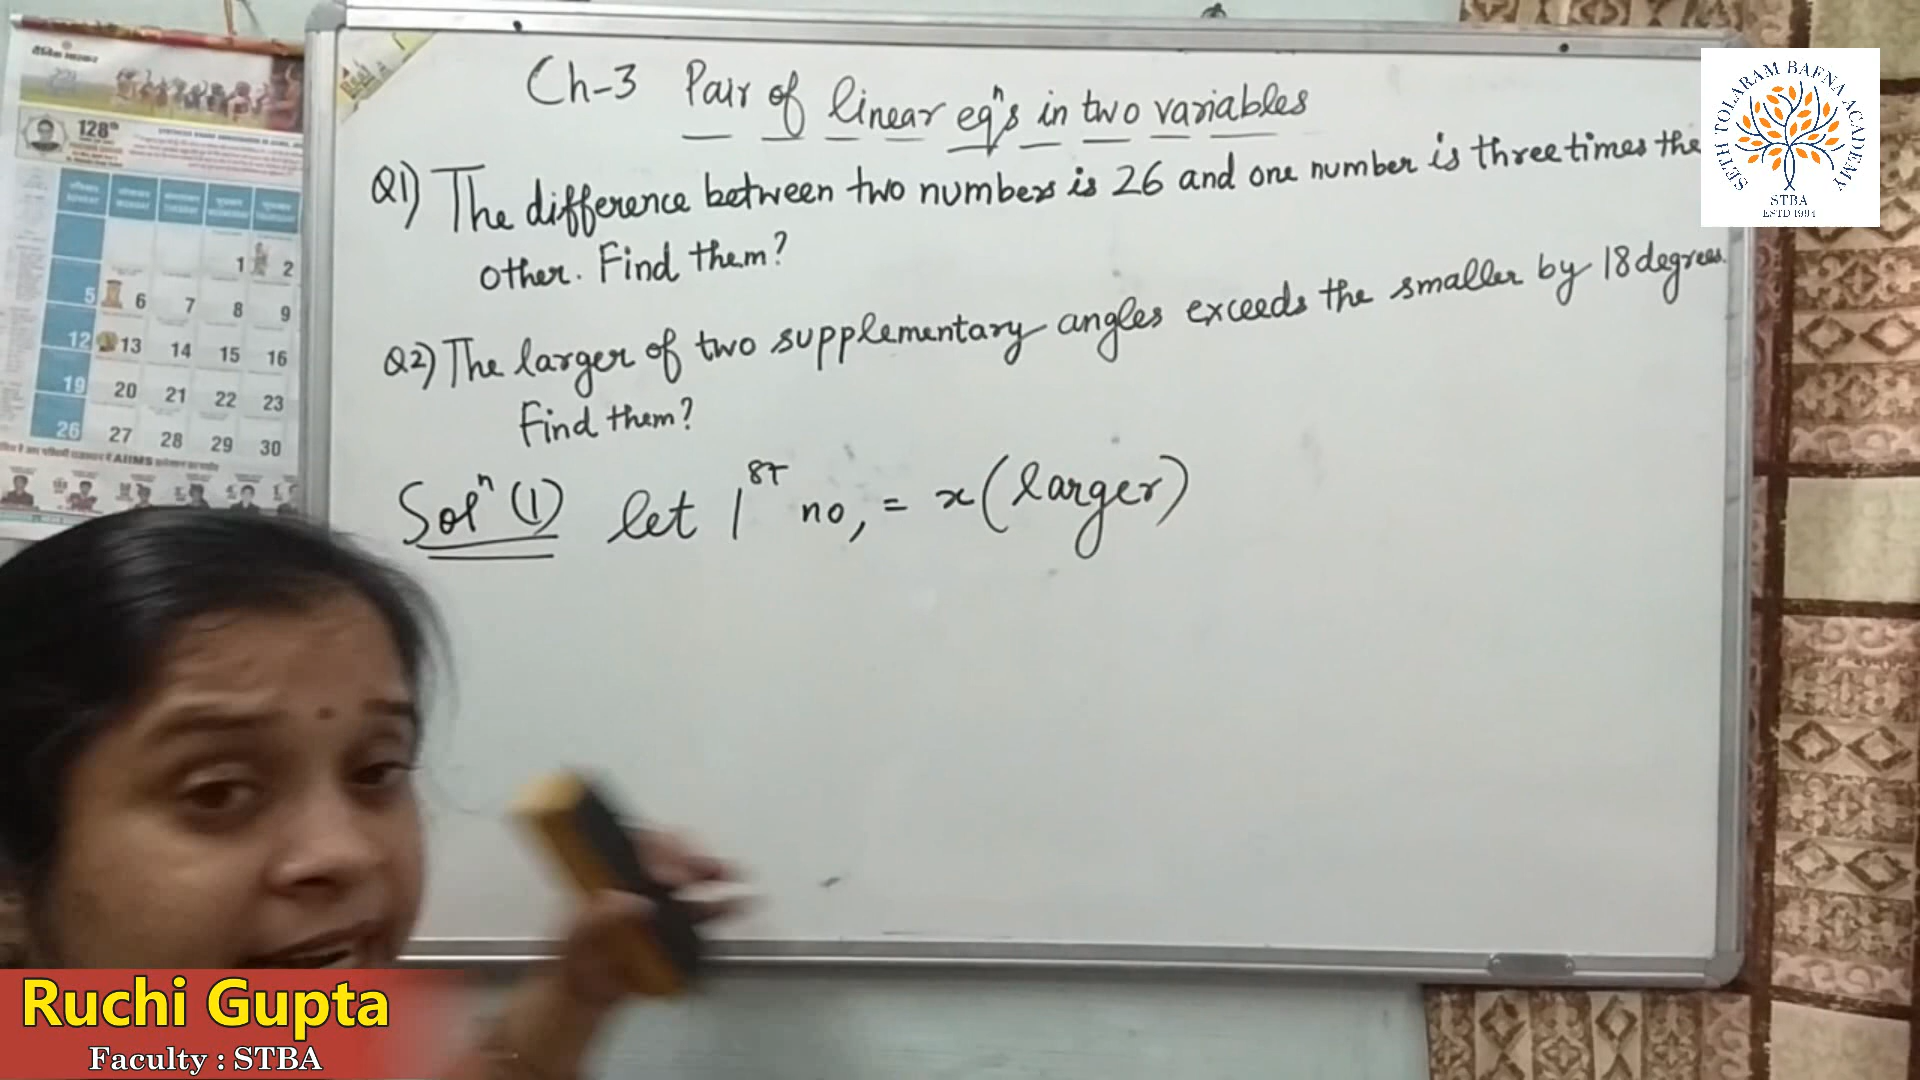 Ch-3 Pair of linear eqⁿs in two variables
Q1) The difference between two numbers is 26 and one number is three times the
other. Find them?
Q2) The larger of two supplementary angles exceeds the smaller by 18 degrees.
Find them?
Solⁿ (1) let 1st no, = x (larger)
SETH TOLARAM BAFNA ACADEMY
STBA
ESTD 1994
128th
1 2
5 6 7 8 9
12 13 14 15 16
19 20 21 22 23
26 27 28 29 30
Ruchi Gupta
Faculty : STBA